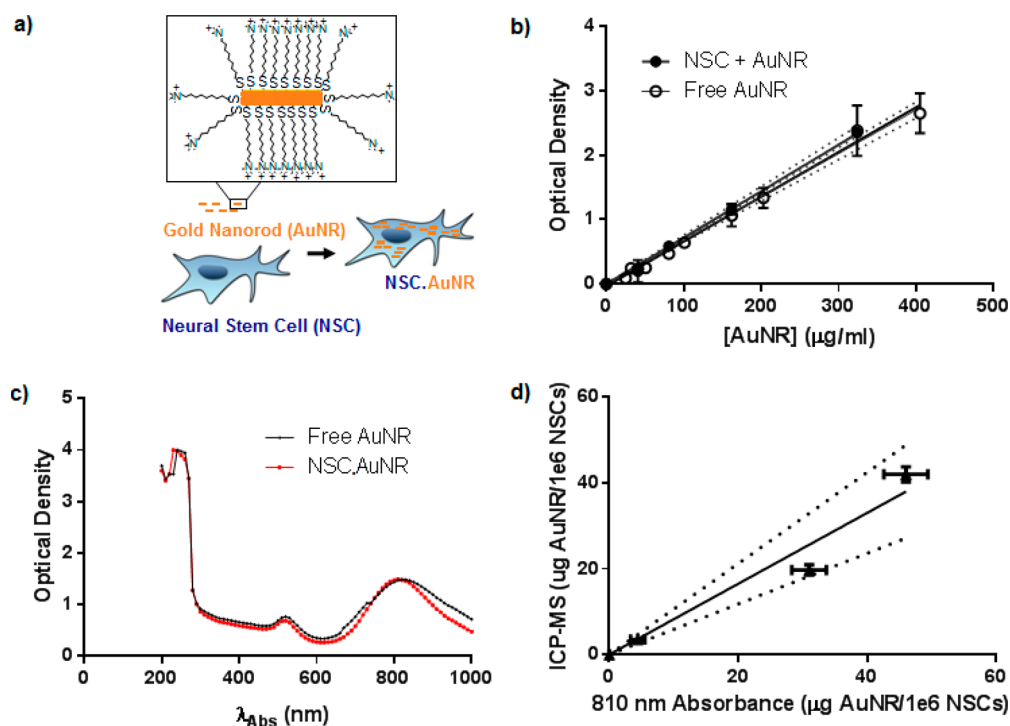 a)
+ +N+ +N+ +N+ +N+
N N N N
S S S S S S S S S
S S
S S
S S S S S S S S
N N N N N N N
+ + + + + + +
Gold Nanorod (AuNR)
NSC.AuNR
Neural Stem Cell (NSC)
b)
NSC + AuNR
Free AuNR
Optical Density
4
3
2
1
0
0 100 200 300 400 500
[AuNR] (μg/ml)
c)
Free AuNR
NSC.AuNR
Optical Density
5
4
3
2
1
0
0 200 400 600 800 1000
λAbs (nm)
d)
ICP-MS (ug AuNR/1e6 NSCs)
60
40
20
0
0 20 40 60
810 nm Absorbance (μg AuNR/1e6 NSCs)